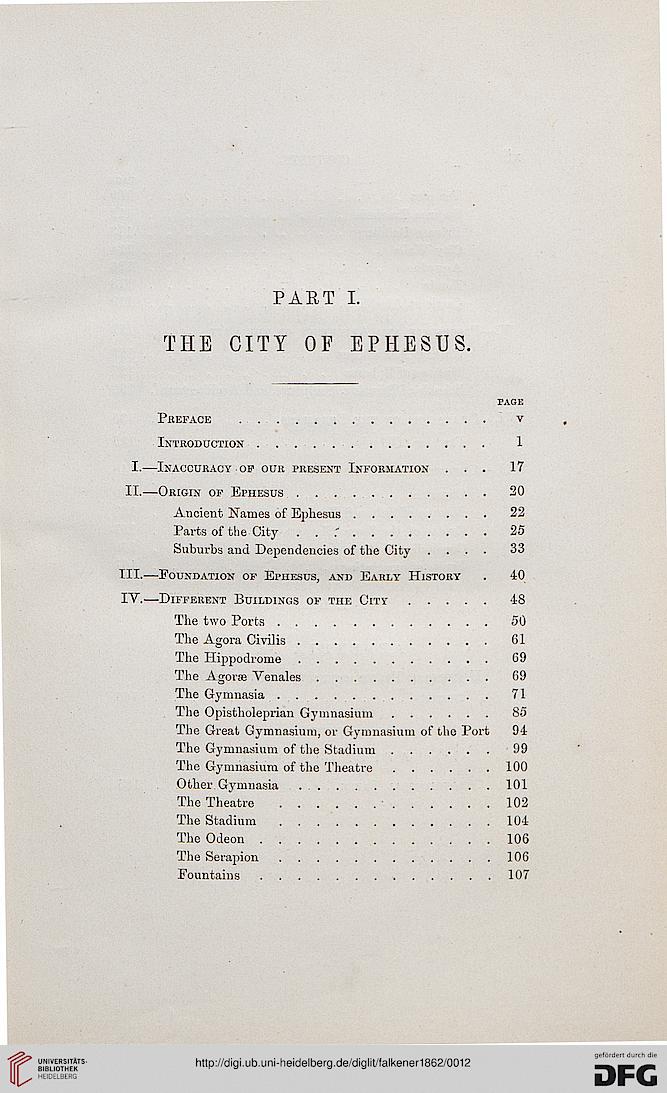 PART I.
THE CITY OF EPHESUS.
PAGE
PREFACE . . . . . . . . . . . . . . v
INTRODUCTION . . . . . . . . . . . . . 1
I.—INACCURACY OF OUR PRESENT INFORMATION . . . 17
II.—ORIGIN OF EPHESUS . . . . . . . . . . . 20
Ancient Names of Ephesus . . . . . . . . 22
Parts of the City . . . . . . . . . . . 25
Suburbs and Dependencies of the City . . . . 33
III.—FOUNDATION OF EPHESUS, AND EARLY HISTORY . 40
IV.—DIFFERENT BUILDINGS OF THE CITY . . . . . 48
The two Ports . . . . . . . . . . . . 50
The Agora Civilis . . . . . . . . . . . 61
The Hippodrome . . . . . . . . . . . 69
The Agoræ Venales . . . . . . . . . . 69
The Gymnasia . . . . . . . . . . . . 71
The Opistholeprian Gymnasium . . . . . . 85
The Great Gymnasium, or Gymnasium of the Port 94
The Gymnasium of the Stadium . . . . . . 99
The Gymnasium of the Theatre . . . . . . 100
Other Gymnasia . . . . . . . . . . . 101
The Theatre . . . . . . . . . . . . 102
The Stadium . . . . . . . . . . . . 104
The Odeon . . . . . . . . . . . . . 106
The Serapion . . . . . . . . . . . . 106
Fountains . . . . . . . . . . . . . 107
UNIVERSITÄTS-
BIBLIOTHEK
HEIDELBERG
http://digi.ub.uni-heidelberg.de/diglit/falkener1862/0012
gefördert durch die
DFG